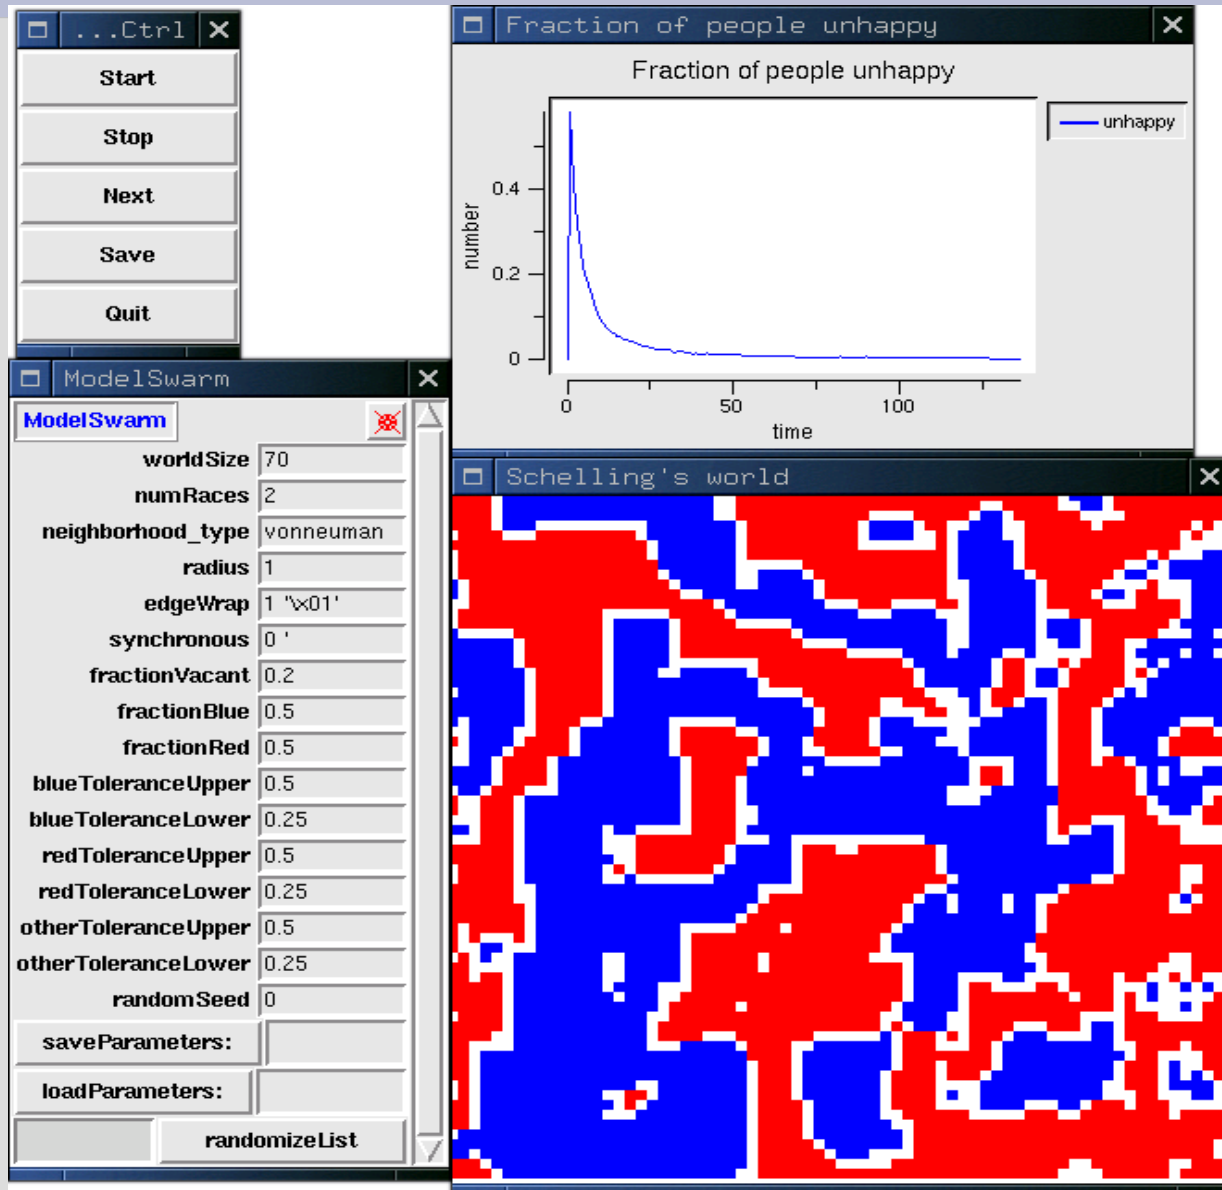 ...Ctrl
Start
Stop
Next
Save
Quit
Fraction of people unhappy
Fraction of people unhappy
unhappy
number
0.4
0.2
0
0 50 100
time
ModelSwarm
ModelSwarm
worldSize 70
numRaces 2
neighborhood_type vonneuman
radius 1
edgeWrap 1 '\x01'
synchronous 0 '
fractionVacant 0.2
fractionBlue 0.5
fractionRed 0.5
blueToleranceUpper 0.5
blueToleranceLower 0.25
redToleranceUpper 0.5
redToleranceLower 0.25
otherToleranceUpper 0.5
otherToleranceLower 0.25
randomSeed 0
saveParameters:
loadParameters:
randomizeList
Schelling's world